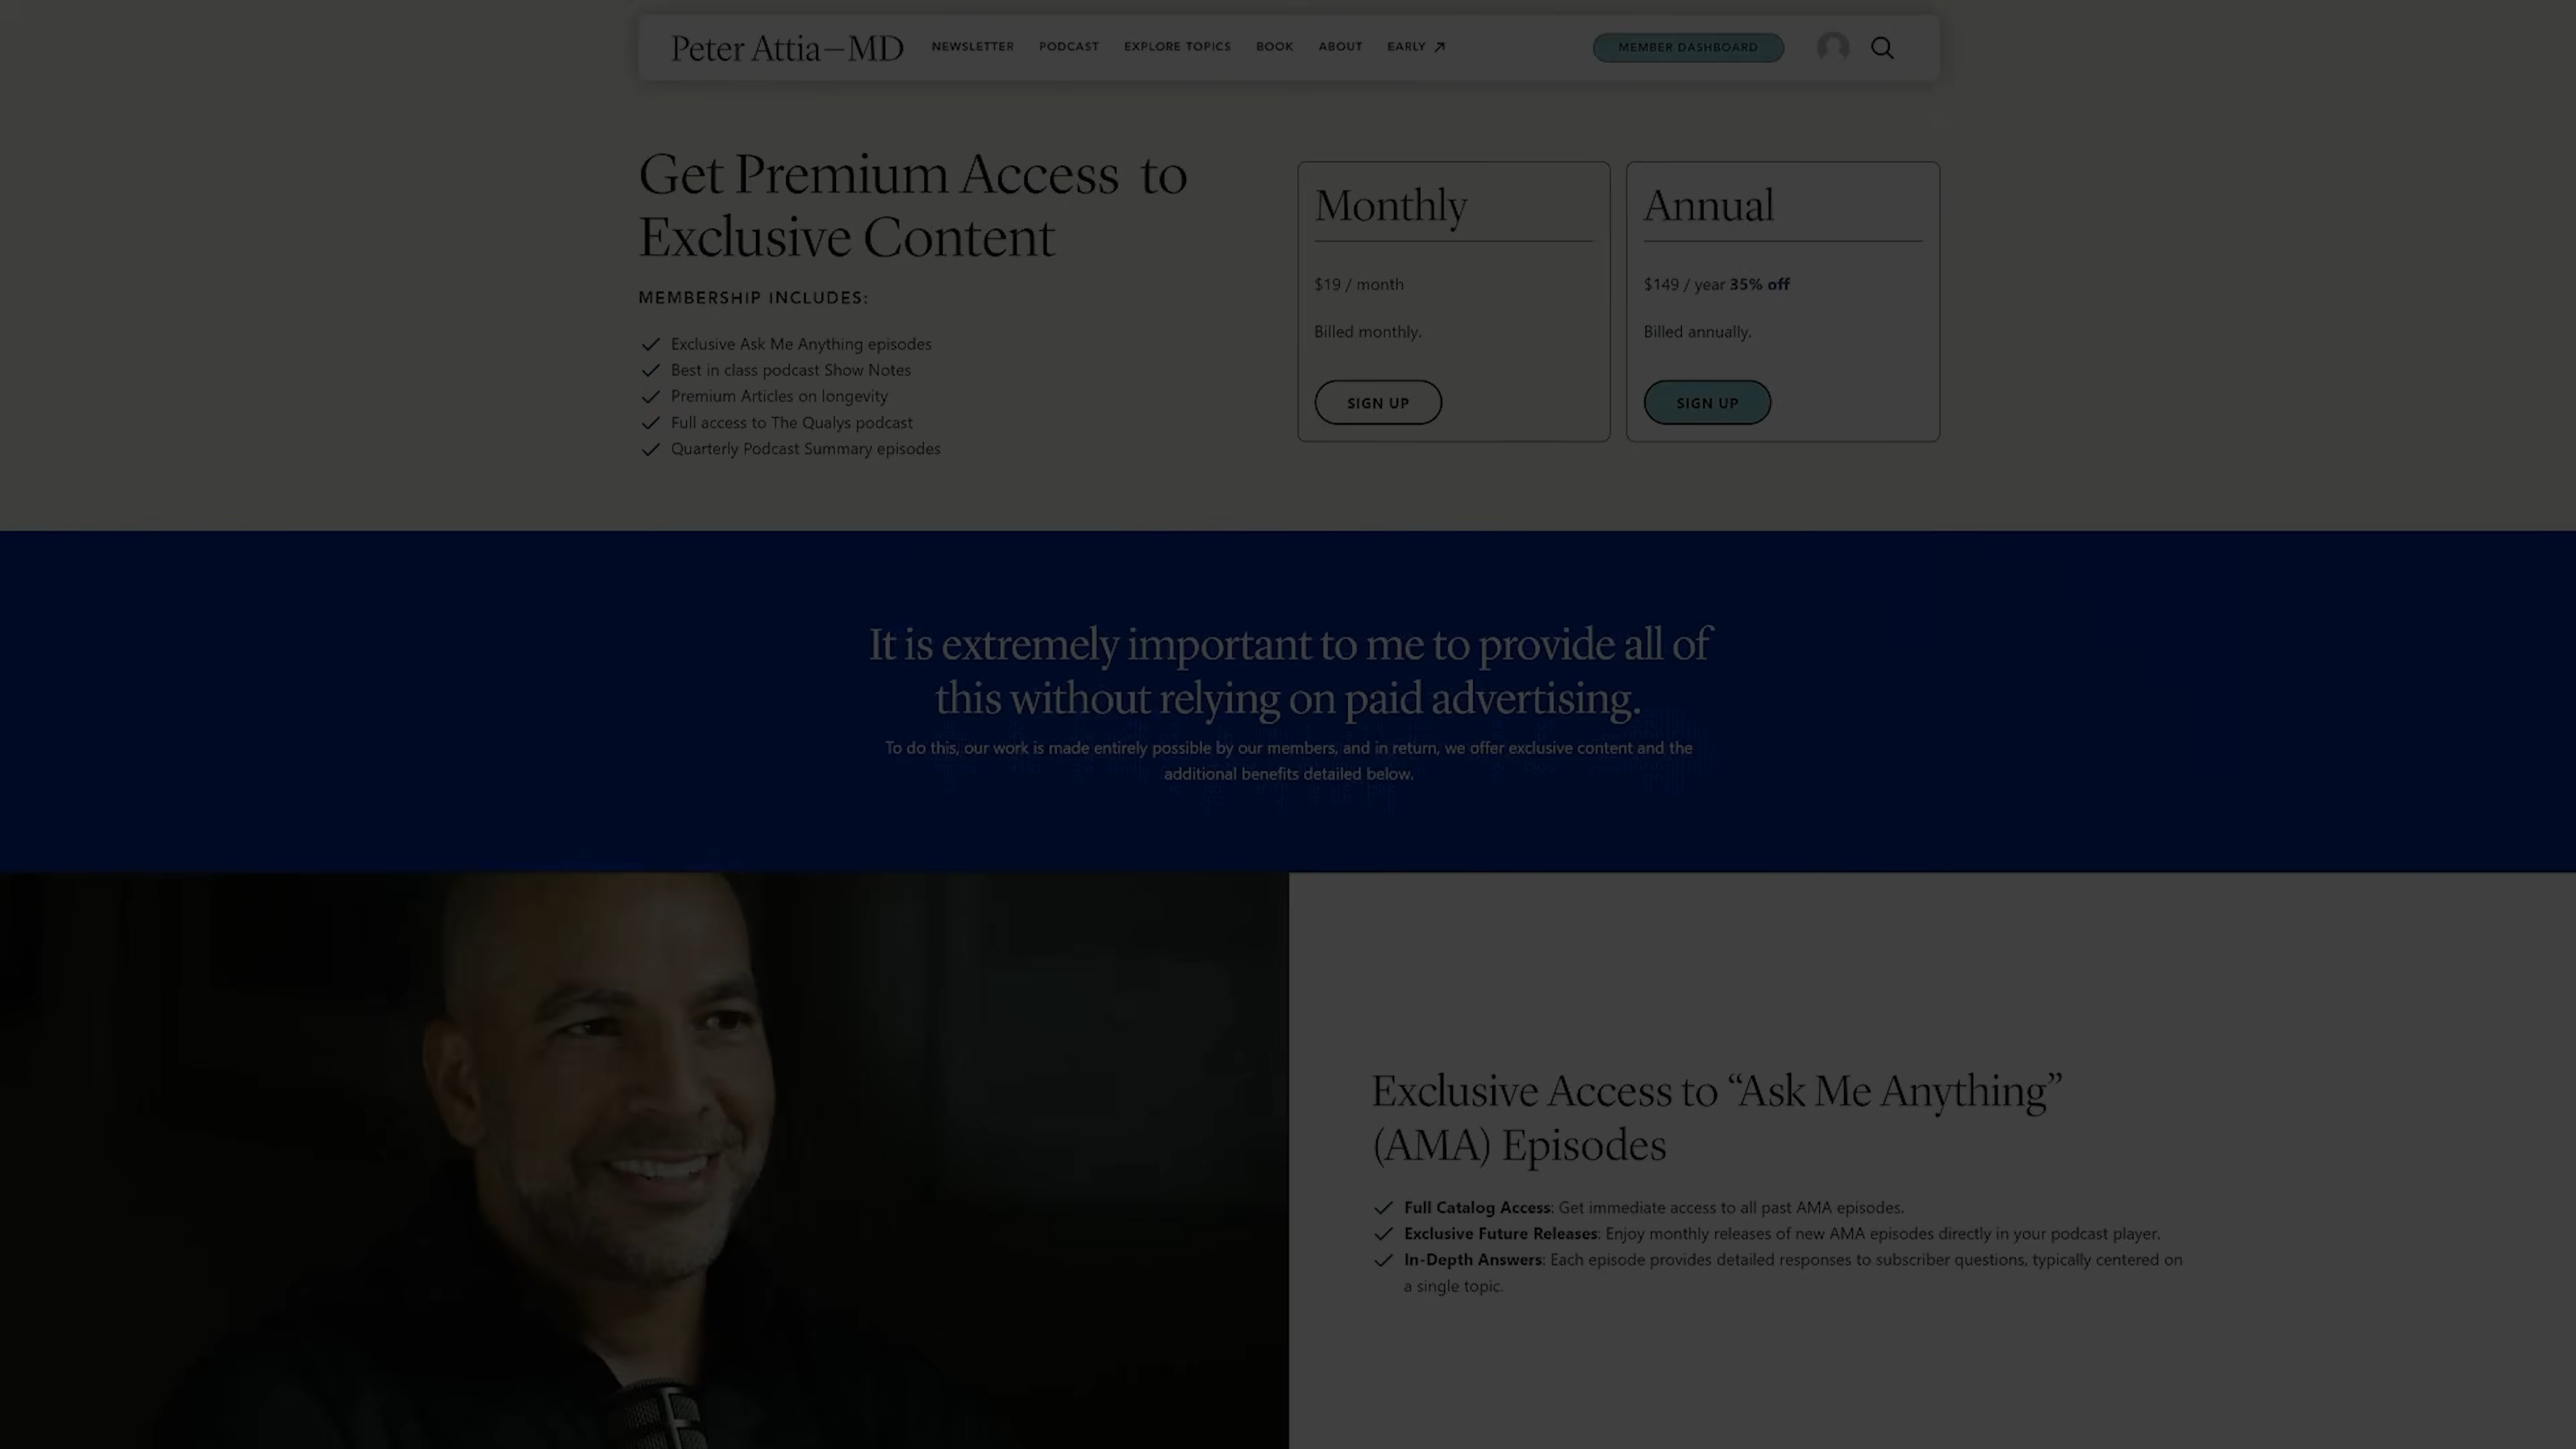 Peter Attia—MD
NEWSLETTER
PODCAST
EXPLORE TOPICS
BOOK
ABOUT
EARLY
MEMBER DASHBOARD
Get Premium Access to
Exclusive Content
MEMBERSHIP INCLUDES:
Exclusive Ask Me Anything episodes
Best in class podcast Show Notes
Premium Articles on longevity
Full access to The Qualys podcast
Quarterly Podcast Summary episodes
Monthly
$19 / month
Billed monthly.
SIGN UP
Annual
$149 / year 35% off
Billed annually.
SIGN UP
It is extremely important to me to provide all of
this without relying on paid advertising.
To do this, our work is made entirely possible by our members, and in return, we offer exclusive content and the
additional benefits detailed below.
Exclusive Access to “Ask Me Anything”
(AMA) Episodes
Full Catalog Access: Get immediate access to all past AMA episodes.
Exclusive Future Releases: Enjoy monthly releases of new AMA episodes directly in your podcast player.
In-Depth Answers: Each episode provides detailed responses to subscriber questions, typically centered on
a single topic.